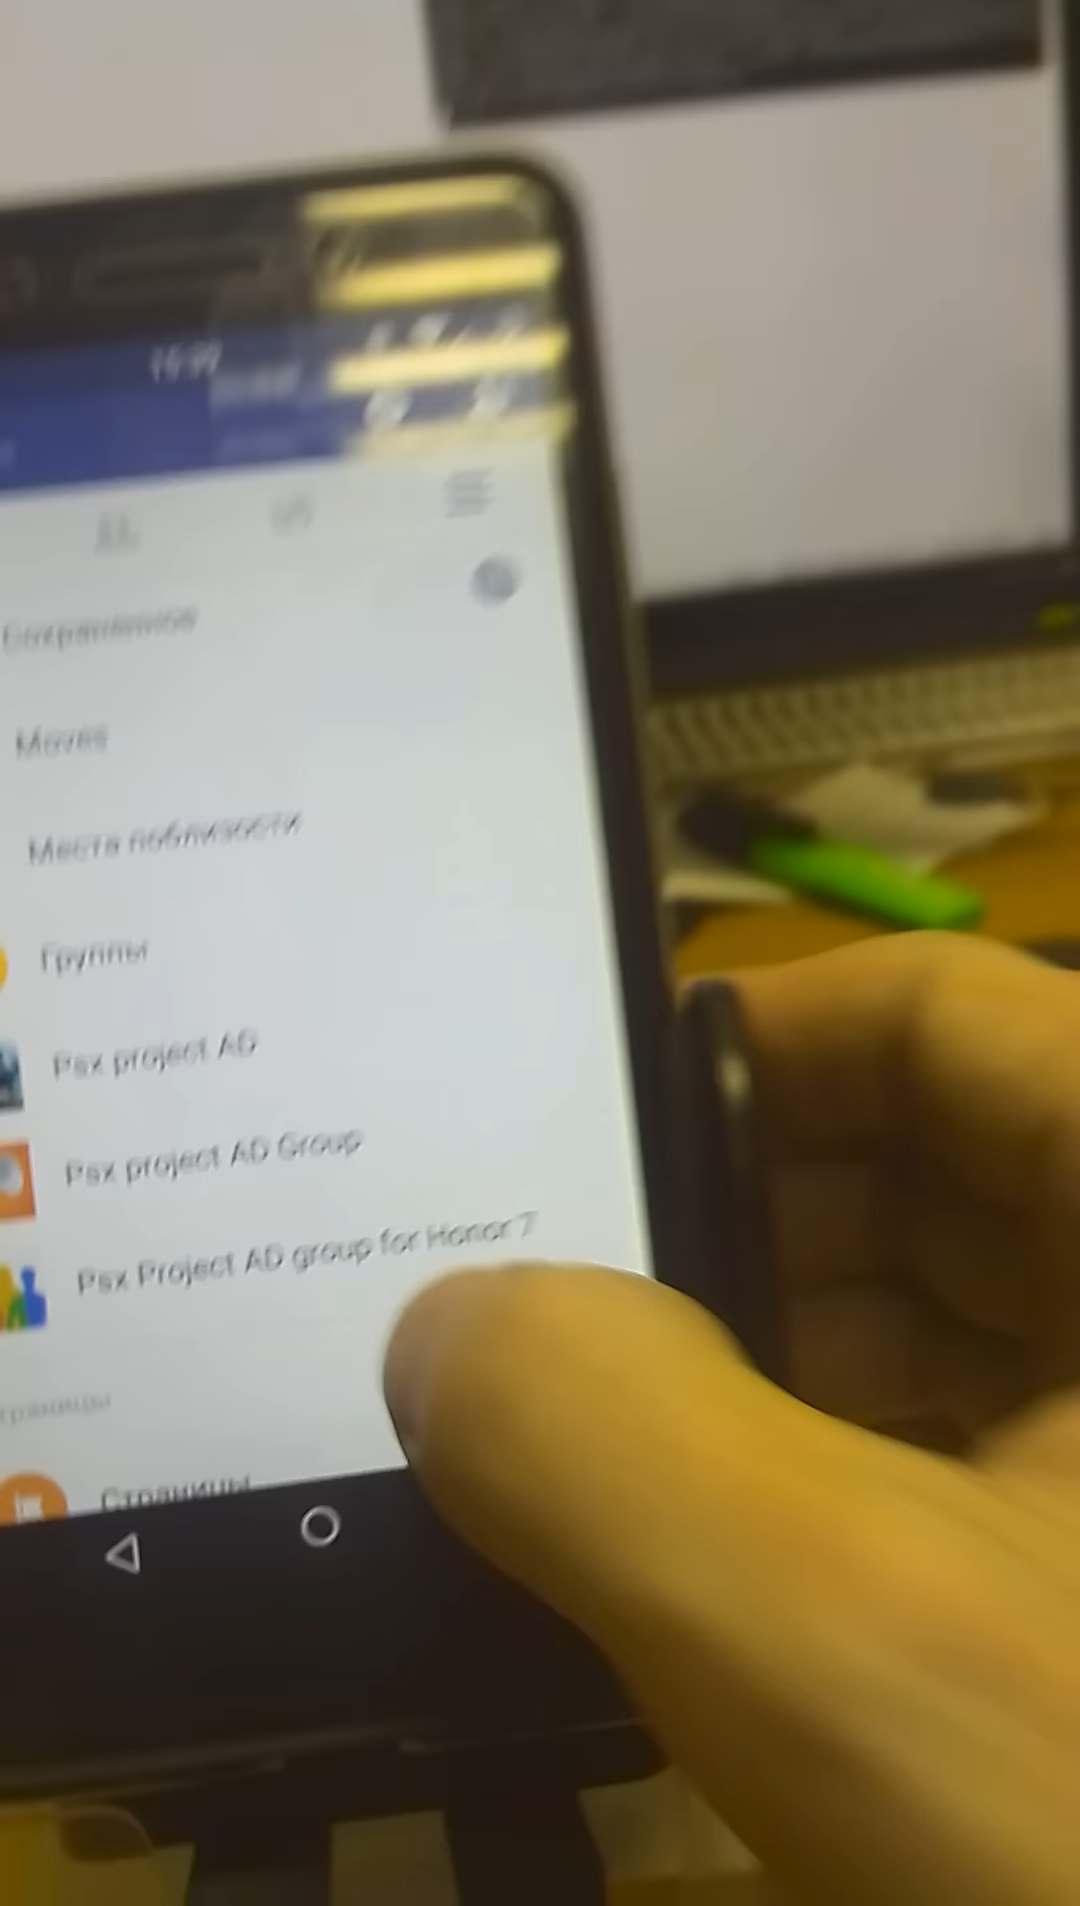 Сохраненное
Moves
Места поблизости
Группы
Psx project AD
Psx project AD Group
Psx Project AD group for Honor 7
Страницы